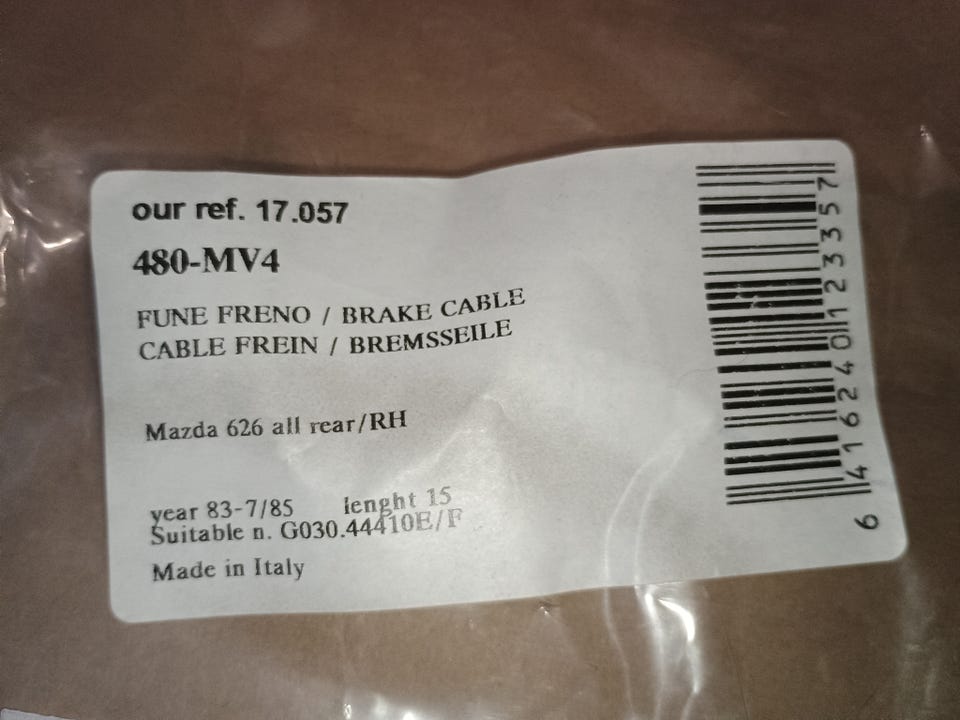 our ref. 17.057
480-MV4
FUNE FRENO / BRAKE CABLE
CABLE FREIN / BREMSSEILE
Mazda 626 all rear/RH
year 83-7/85 lenght 15
Suitable n. G030.44410E/F
Made in Italy
6 416240 123357